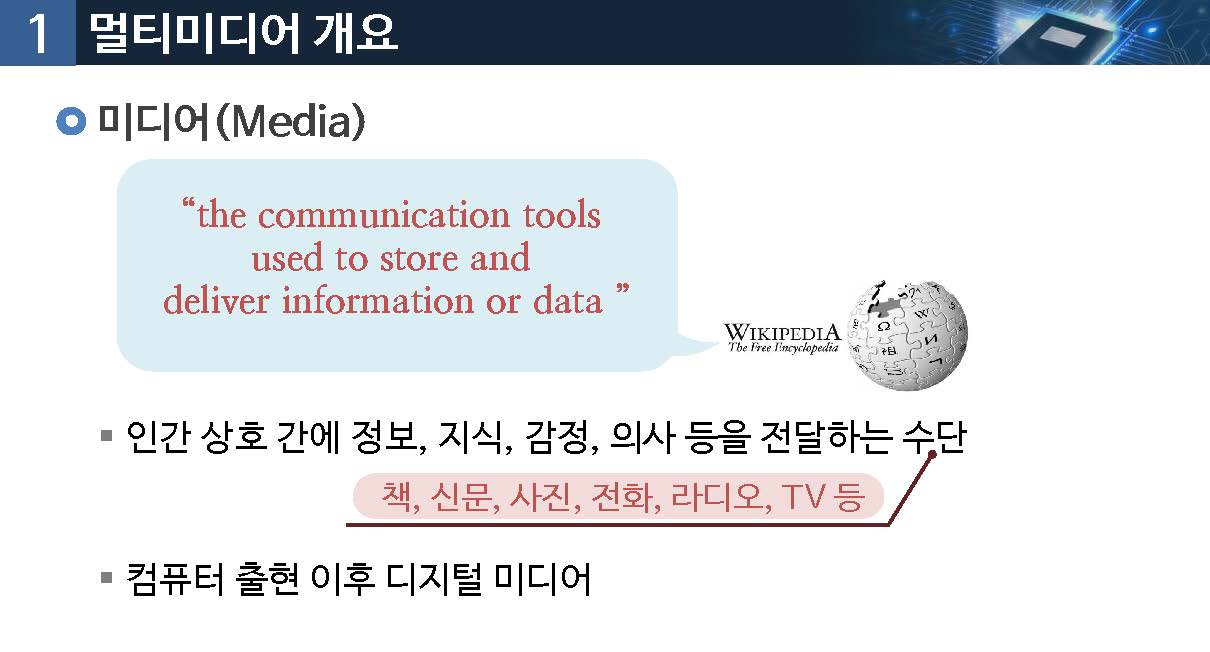 1 멀티미디어 개요
미디어(Media)
“the communication tools
used to store and
deliver information or data ”
WIKIPEDIA
The Free Encyclopedia
Ω W
И
인간 상호 간에 정보, 지식, 감정, 의사 등을 전달하는 수단
책, 신문, 사진, 전화, 라디오, TV 등
컴퓨터 출현 이후 디지털 미디어